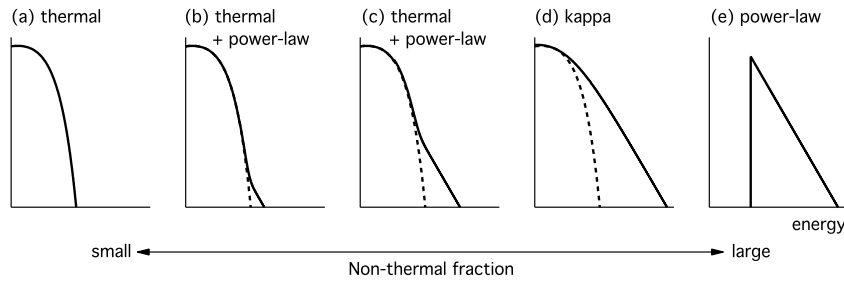 (a) thermal
(b) thermal
+ power-law
(c) thermal
+ power-law
(d) kappa
(e) power-law
energy
small
large
Non-thermal fraction